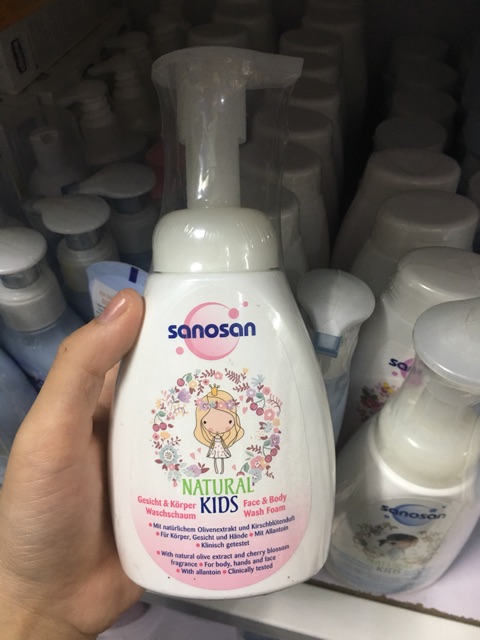 sanosan
NATURAL
KIDS
Gesicht & Körper
Waschschaum
Face & Body
Wash Foam
• Mit natürlichem Olivenextrakt und Kirschblütenduft
• Für Körper, Gesicht und Hände • Mit Allantoin
• Klinisch getestet
• With natural olive extract and cherry blossom
fragrance • For body, hands and face
• With allantoin • Clinically tested
sanosan
KIDS